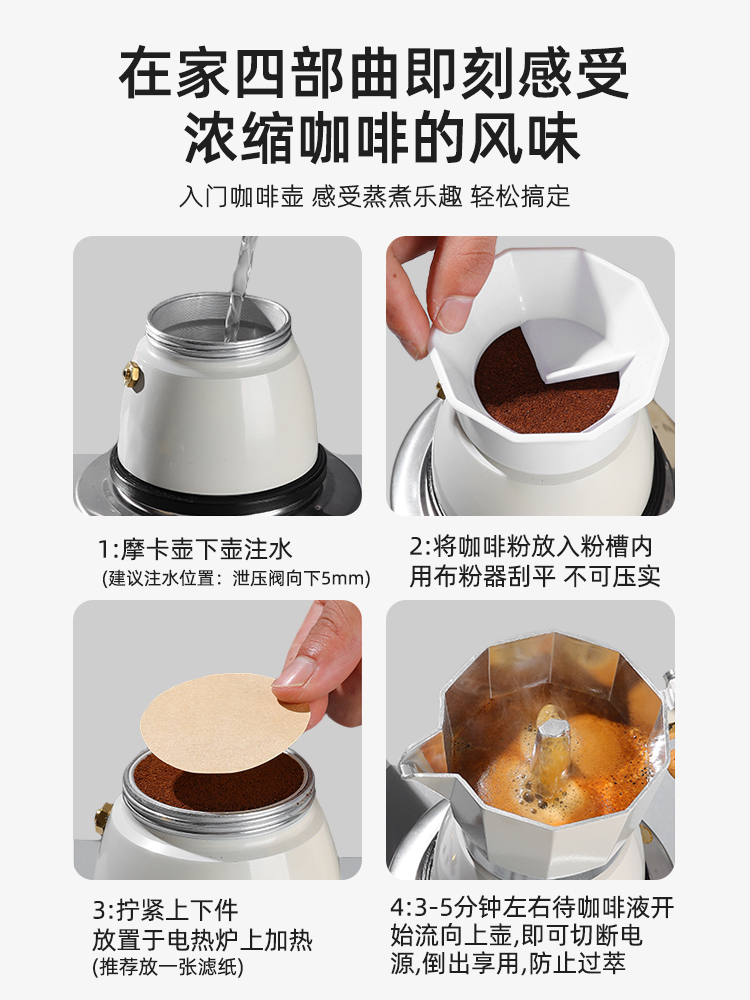 在家四部曲即刻感受
浓缩咖啡的风味
入门咖啡壶 感受蒸煮乐趣 轻松搞定
1:摩卡壶下壶注水
(建议注水位置：泄压阀向下5mm)
2:将咖啡粉放入粉槽内
用布粉器刮平 不可压实
3:拧紧上下件
放置于电热炉上加热
(推荐放一张滤纸)
4:3-5分钟左右待咖啡液开
始流向上壶,即可切断电
源,倒出享用,防止过萃